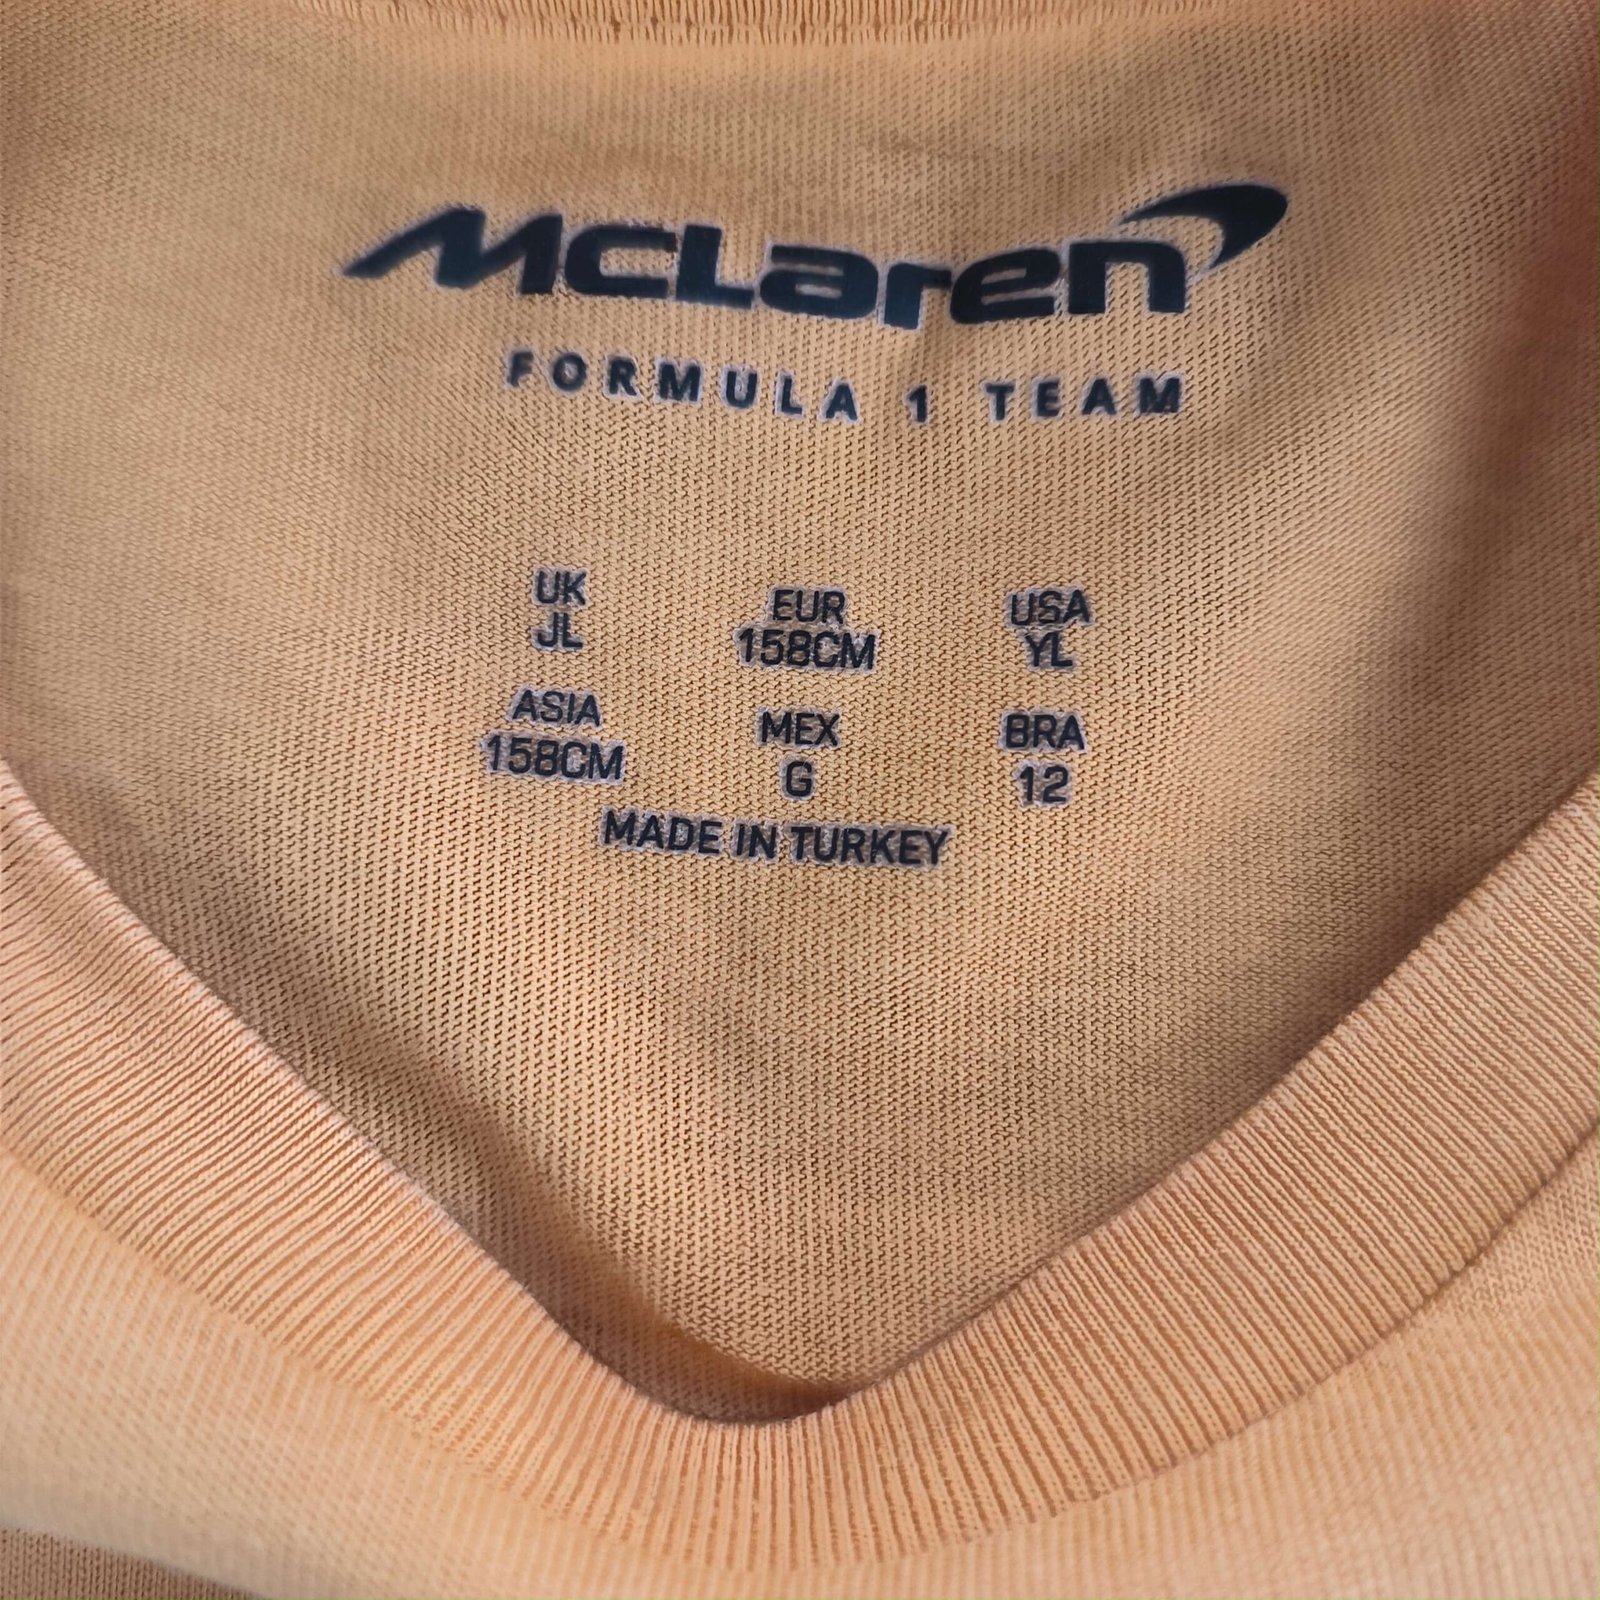 McLaren
FORMULA 1 TEAM
UK EUR USA
JL 158CM YL
ASIA MEX BRA
158CM G 12
MADE IN TURKEY